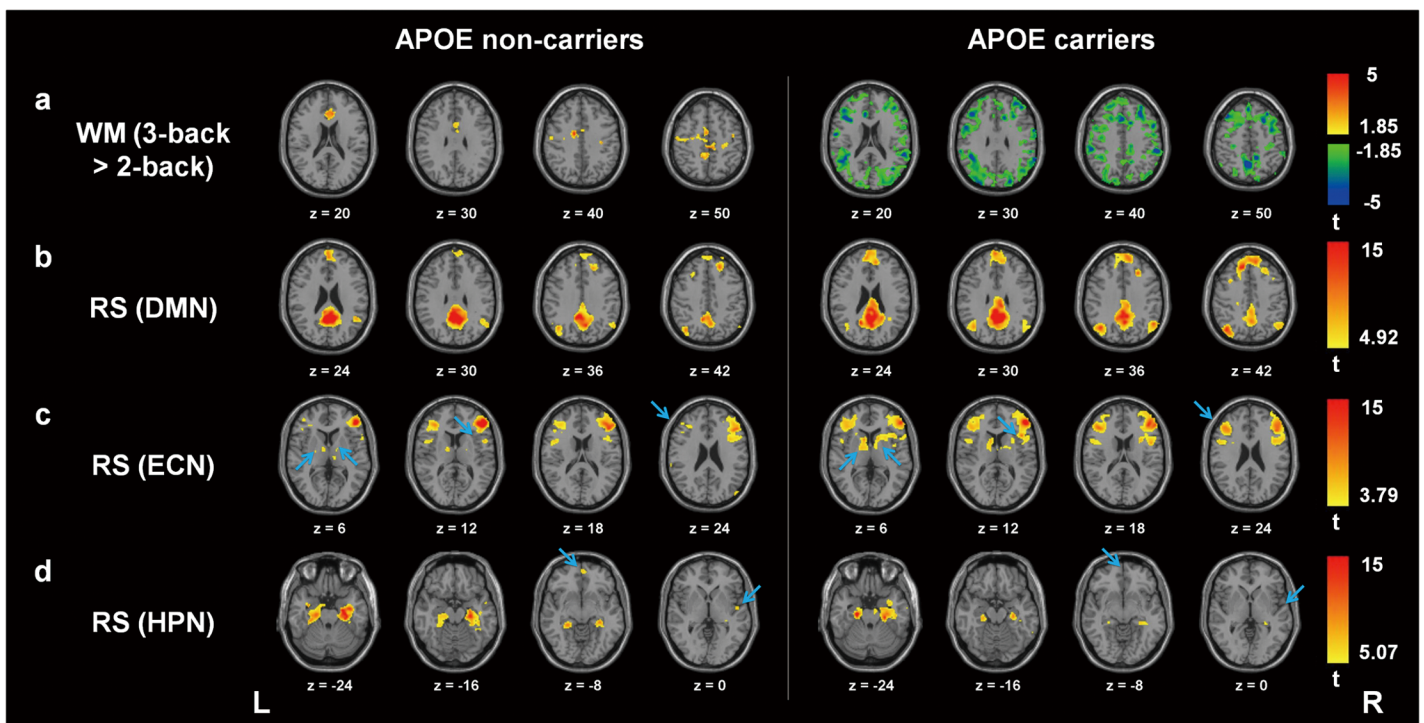 APOE non-carriers APOE carriers
a
WM (3-back
> 2-back)
z = 20 z = 30 z = 40 z = 50 z = 20 z = 30 z = 40 z = 50
5
1.85
-1.85
-5
t
b
RS (DMN)
z = 24 z = 30 z = 36 z = 42 z = 24 z = 30 z = 36 z = 42
15
4.92
t
c
RS (ECN)
z = 6 z = 12 z = 18 z = 24 z = 6 z = 12 z = 18 z = 24
15
3.79
t
d
RS (HPN)
z = -24 z = -16 z = -8 z = 0 z = -24 z = -16 z = -8 z = 0
15
5.07
t
L R